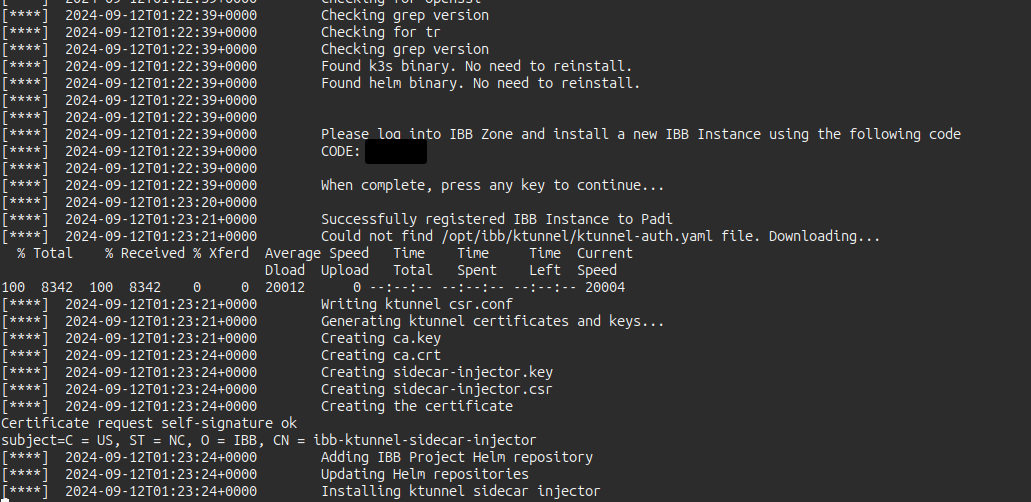 [****]  2024-09-12T01:22:39+0000        Checking for openssl
[****]  2024-09-12T01:22:39+0000        Checking grep version
[****]  2024-09-12T01:22:39+0000        Checking for tr
[****]  2024-09-12T01:22:39+0000        Checking grep version
[****]  2024-09-12T01:22:39+0000        Found k3s binary. No need to reinstall.
[****]  2024-09-12T01:22:39+0000        Found helm binary. No need to reinstall.
[****]  2024-09-12T01:22:39+0000
[****]  2024-09-12T01:22:39+0000
[****]  2024-09-12T01:22:39+0000        Please log into IBB Zone and install a new IBB Instance using the following code
[****]  2024-09-12T01:22:39+0000        CODE:
[****]  2024-09-12T01:22:39+0000
[****]  2024-09-12T01:22:39+0000        When complete, press any key to continue...
[****]  2024-09-12T01:23:20+0000
[****]  2024-09-12T01:23:21+0000        Successfully registered IBB Instance to Padi
[****]  2024-09-12T01:23:21+0000        Could not find /opt/ibb/ktunnel/ktunnel-auth.yaml file. Downloading...
  % Total    % Received % Xferd  Average Speed   Time    Time     Time  Current
                                 Dload  Upload   Total   Spent    Left  Speed
100  8342  100  8342    0     0  20012      0 --:--:-- --:--:-- --:--:-- 20004
[****]  2024-09-12T01:23:21+0000        Writing ktunnel csr.conf
[****]  2024-09-12T01:23:21+0000        Generating ktunnel certificates and keys...
[****]  2024-09-12T01:23:21+0000        Creating ca.key
[****]  2024-09-12T01:23:24+0000        Creating ca.crt
[****]  2024-09-12T01:23:24+0000        Creating sidecar-injector.key
[****]  2024-09-12T01:23:24+0000        Creating sidecar-injector.csr
[****]  2024-09-12T01:23:24+0000        Creating the certificate
Certificate request self-signature ok
subject=C = US, ST = NC, O = IBB, CN = ibb-ktunnel-sidecar-injector
[****]  2024-09-12T01:23:24+0000        Adding IBB Project Helm repository
[****]  2024-09-12T01:23:24+0000        Updating Helm repositories
[****]  2024-09-12T01:23:24+0000        Installing ktunnel sidecar injector